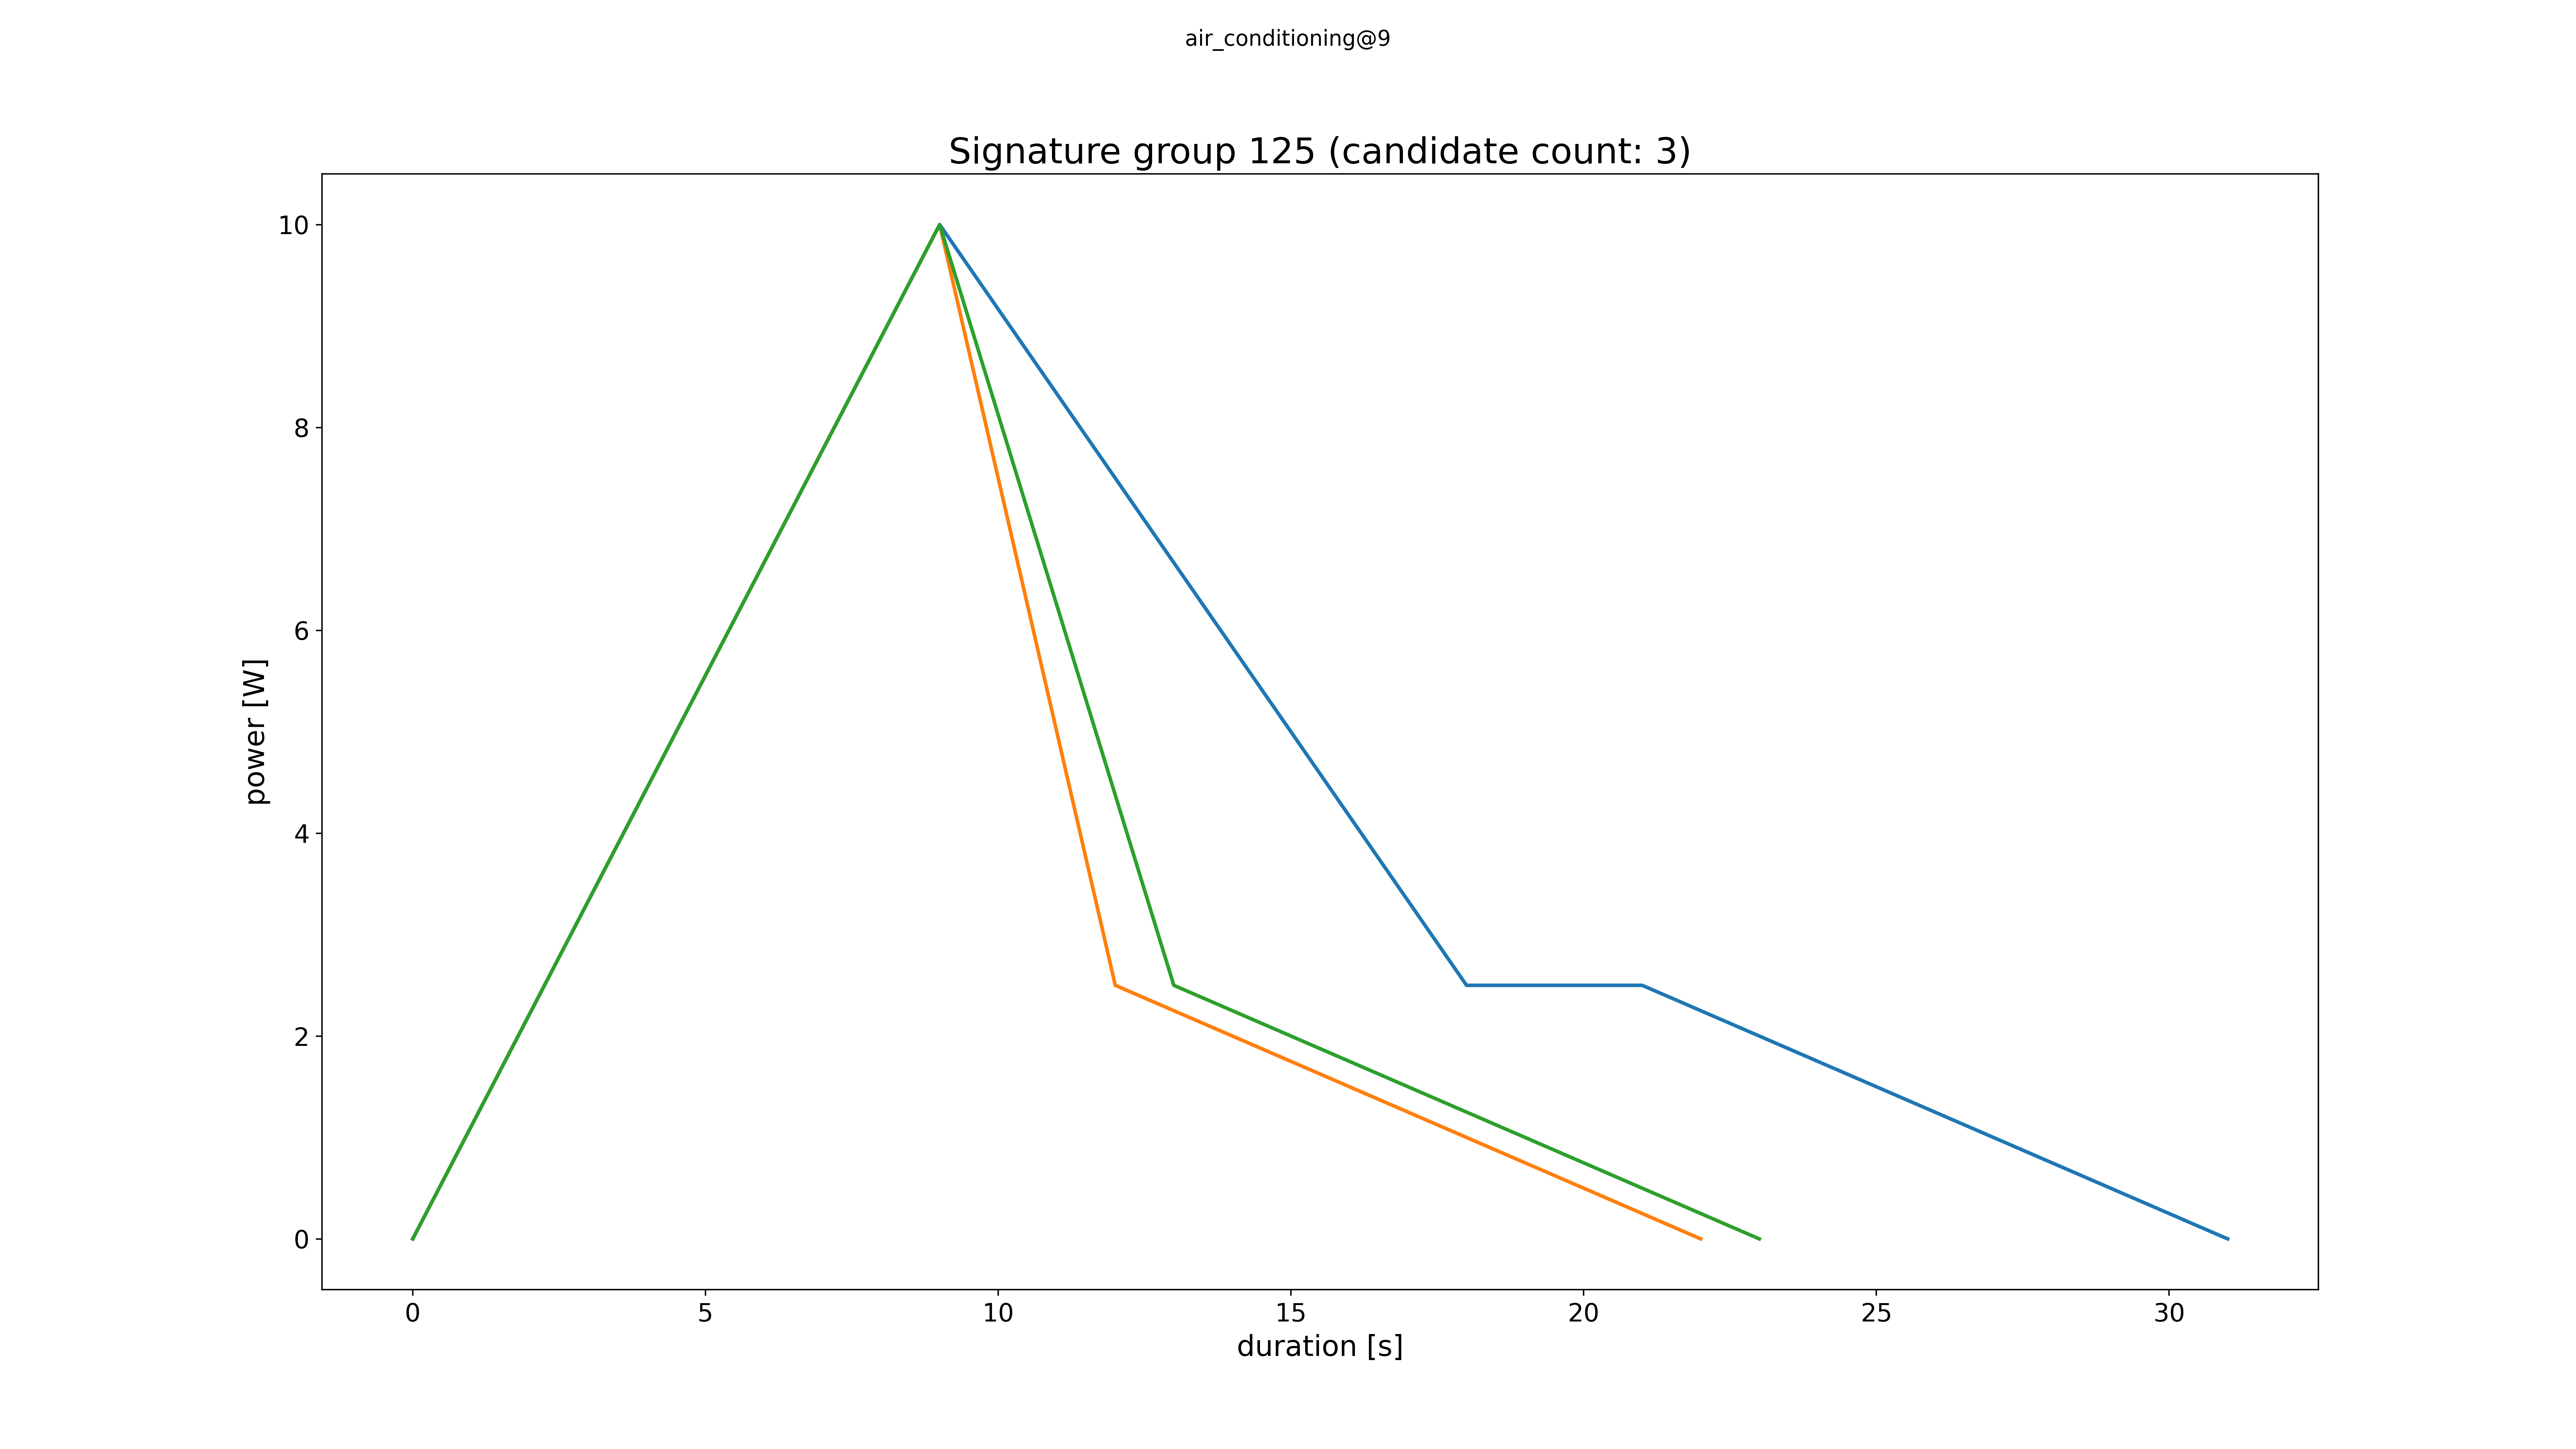 air_conditioning@9
Signature group 125 (candidate count: 3)
10
8
6
4
2
0
power [W]
0 5 10 15 20 25 30
duration [s]